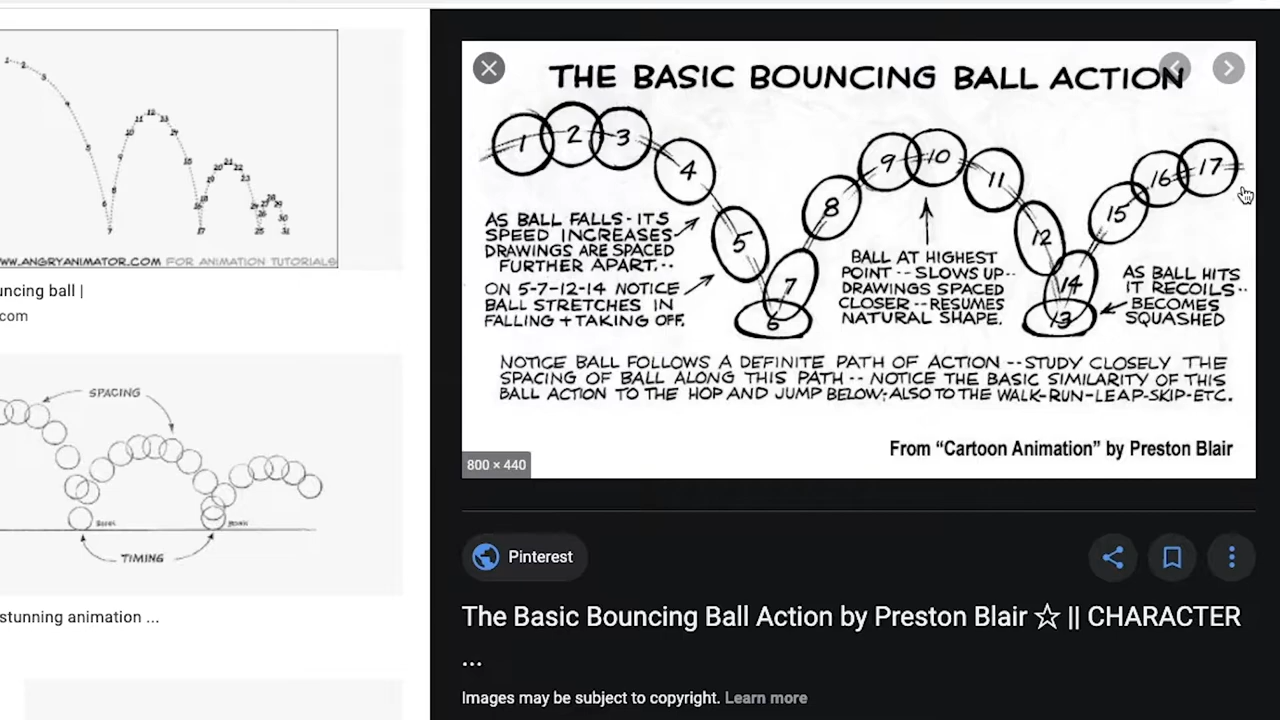 WWW.ANGRYANIMATOR.COM FOR ANIMATION TUTORIALS
uncing ball |
com
SPACING
BOOM!
BOOM!
TIMING
stunning animation ...
THE BASIC BOUNCING BALL ACTION
1 2 3 4 5 6 7 8 9 10 11 12 13 14 15 16 17
AS BALL FALLS - ITS
SPEED INCREASES -
DRAWINGS ARE SPACED
FURTHER APART. - -
ON 5-7-12-14 NOTICE
BALL STRETCHES IN
FALLING + TAKING OFF.
BALL AT HIGHEST
POINT -- SLOWS UP--
DRAWINGS SPACED
CLOSER -- RESUMES
NATURAL SHAPE.
AS BALL HITS
IT RECOILS--
BECOMES
SQUASHED
NOTICE BALL FOLLOWS A DEFINITE PATH OF ACTION -- STUDY CLOSELY THE
SPACING OF BALL ALONG THIS PATH -- NOTICE THE BASIC SIMILARITY OF THIS
BALL ACTION TO THE HOP AND JUMP BELOW; ALSO TO THE WALK-RUN-LEAP-SKIP-ETC.
From “Cartoon Animation” by Preston Blair
800 × 440
Pinterest
The Basic Bouncing Ball Action by Preston Blair ☆ || CHARACTER
...
Images may be subject to copyright. Learn more